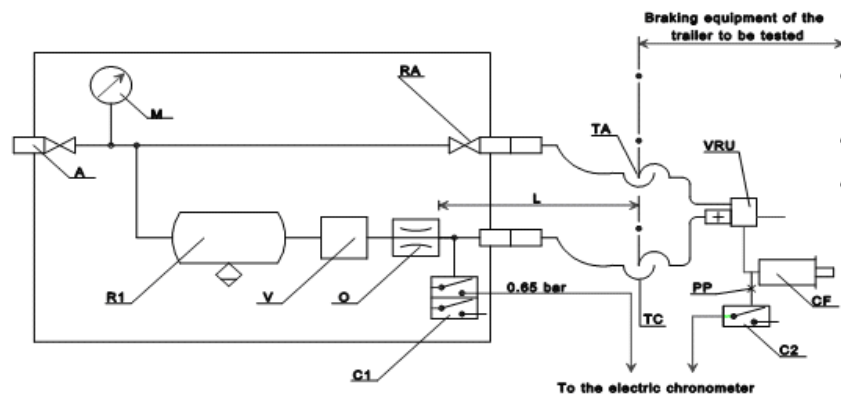 Braking equipment of the
trailer to be tested
RA
M
TA
VRU
A
L
R1
V
O
0.65 bar
PP
CF
TC
C1
C2
To the electric chronometer